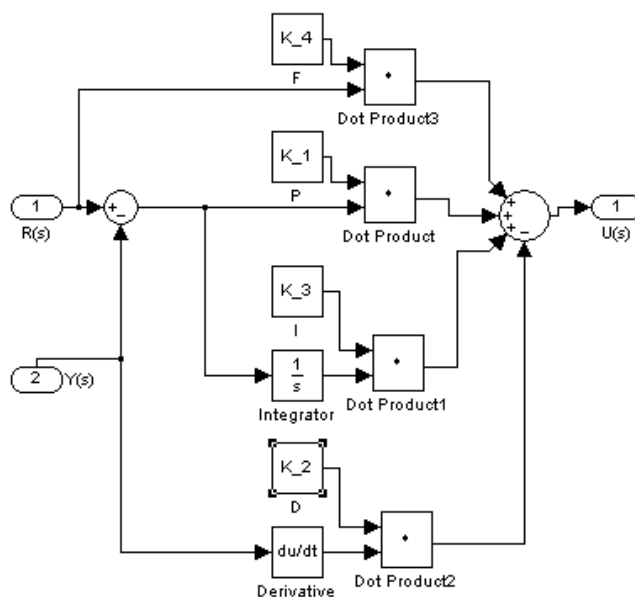 K_4
F
Dot Product3
K_1
P
Dot Product
1
R(s)
+
−
+
+
+
−
1
U(s)
K_3
I
2
Y(s)
1
s
Integrator
Dot Product1
K_2
D
du/dt
Derivative
Dot Product2